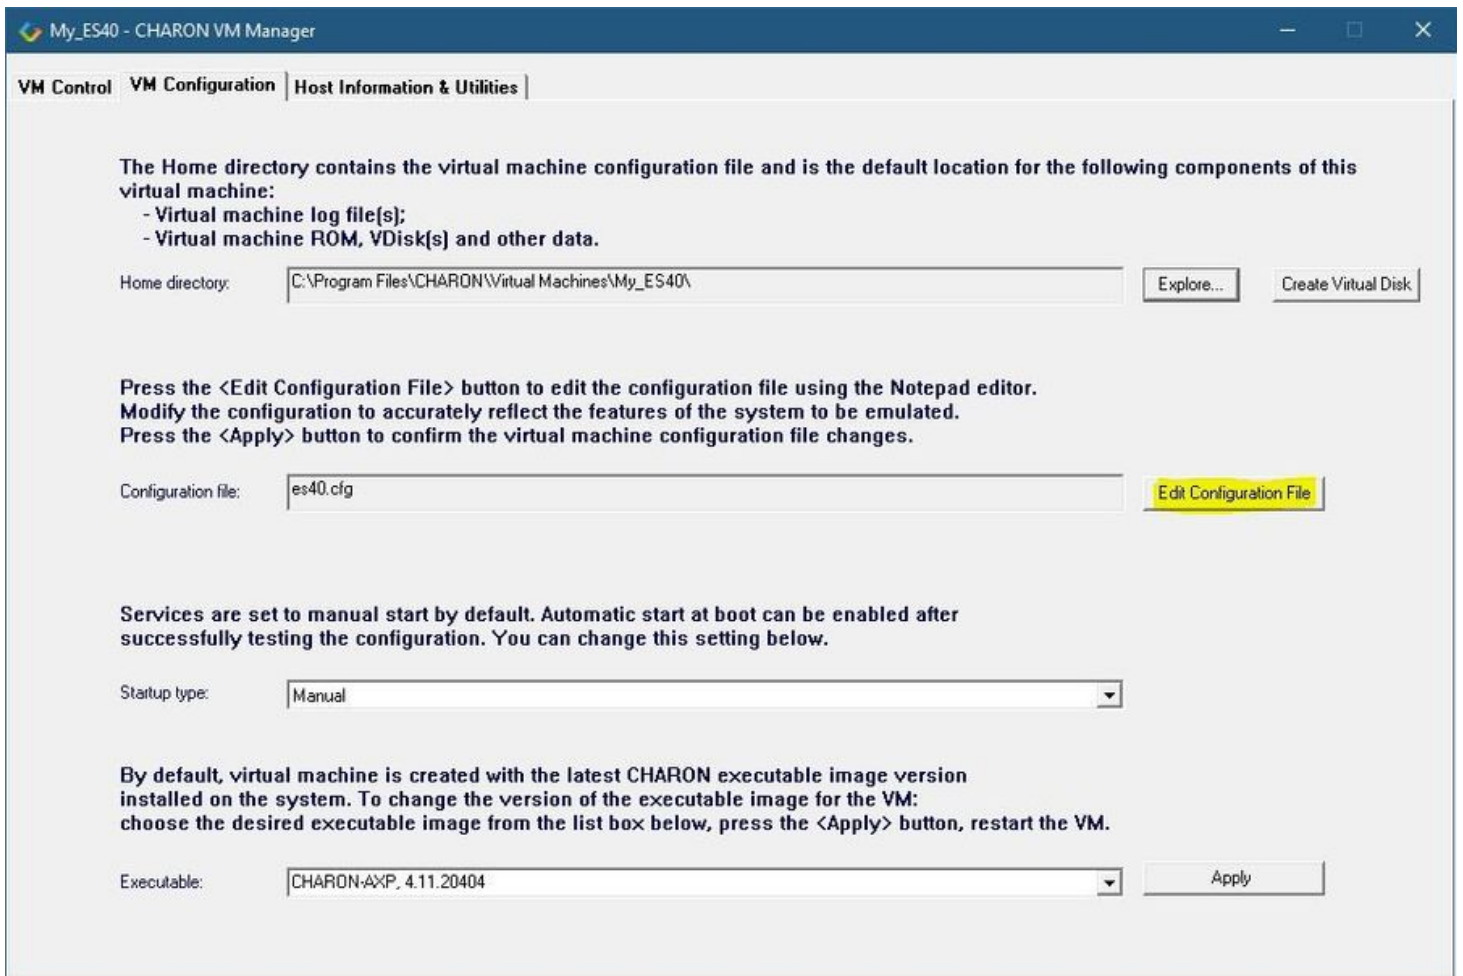 My_ES40 - CHARON VM Manager
VM Control VM Configuration Host Information & Utilities
The Home directory contains the virtual machine configuration file and is the default location for the following components of this
virtual machine:
- Virtual machine log file(s);
- Virtual machine ROM, VDisk(s) and other data.
Home directory: C:\Program Files\CHARON\Virtual Machines\My_ES40\ Explore... Create Virtual Disk
Press the <Edit Configuration File> button to edit the configuration file using the Notepad editor.
Modify the configuration to accurately reflect the features of the system to be emulated.
Press the <Apply> button to confirm the virtual machine configuration file changes.
Configuration file: es40.cfg Edit Configuration File
Services are set to manual start by default. Automatic start at boot can be enabled after
successfully testing the configuration. You can change this setting below.
Startup type: Manual
By default, virtual machine is created with the latest CHARON executable image version
installed on the system. To change the version of the executable image for the VM:
choose the desired executable image from the list box below, press the <Apply> button, restart the VM.
Executable: CHARON-AXP, 4.11.20404 Apply